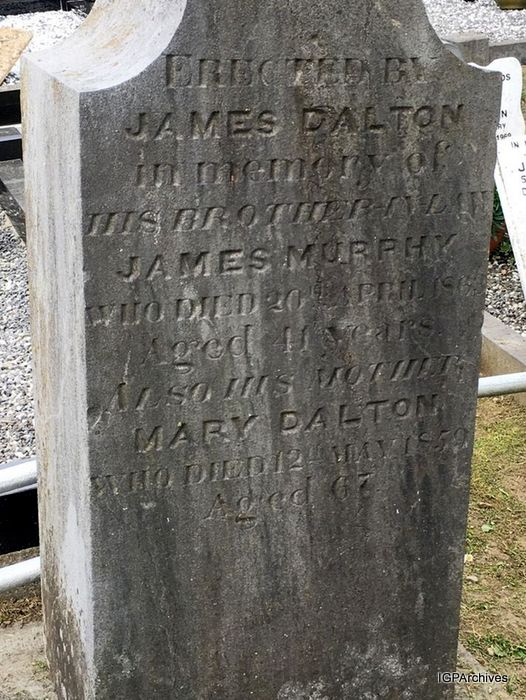 ERECTED BY
JAMES DALTON
in memory of
HIS BROTHER-IN-LAW
JAMES MURPHY
WHO DIED 20TH APRIL
Aged 41 years
ALSO HIS MOTHER
MARY DALTON
WHO DIED 12TH MAY 1859
Aged 67
IGPArchives